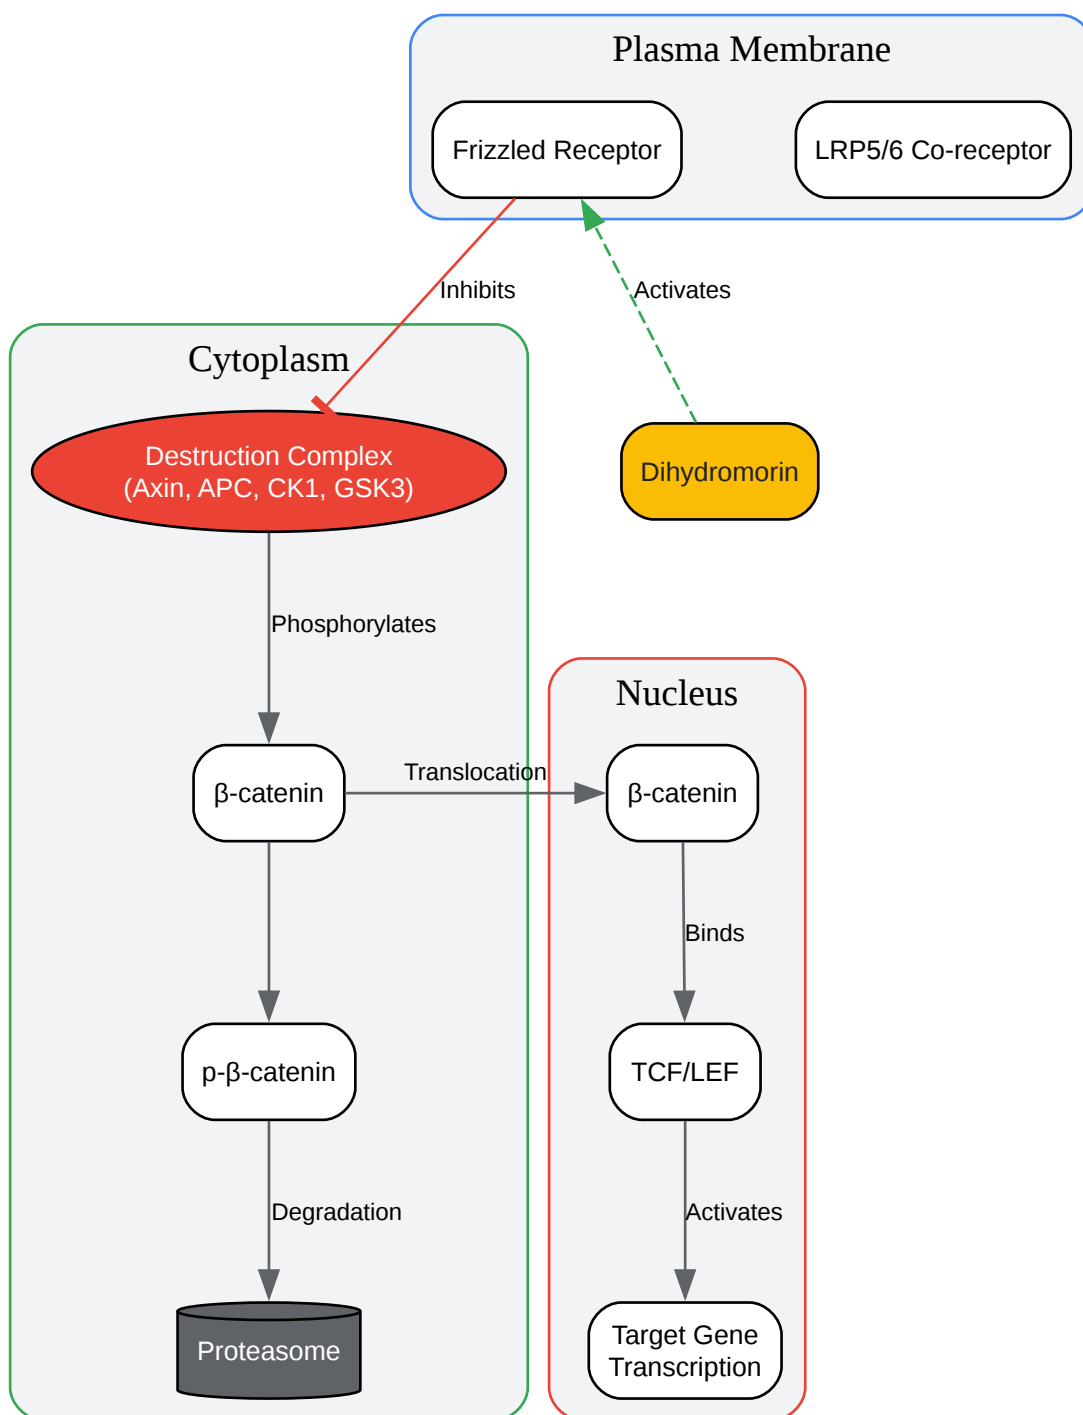 Plasma Membrane
Frizzled Receptor
LRP5/6 Co-receptor
Inhibits
Activates
Cytoplasm
Destruction Complex
(Axin, APC, CK1, GSK3)
Dihydromorin
Phosphorylates
Nucleus
β-catenin
Translocation
β-catenin
Binds
p-β-catenin
TCF/LEF
Degradation
Activates
Proteasome
Target Gene
Transcription